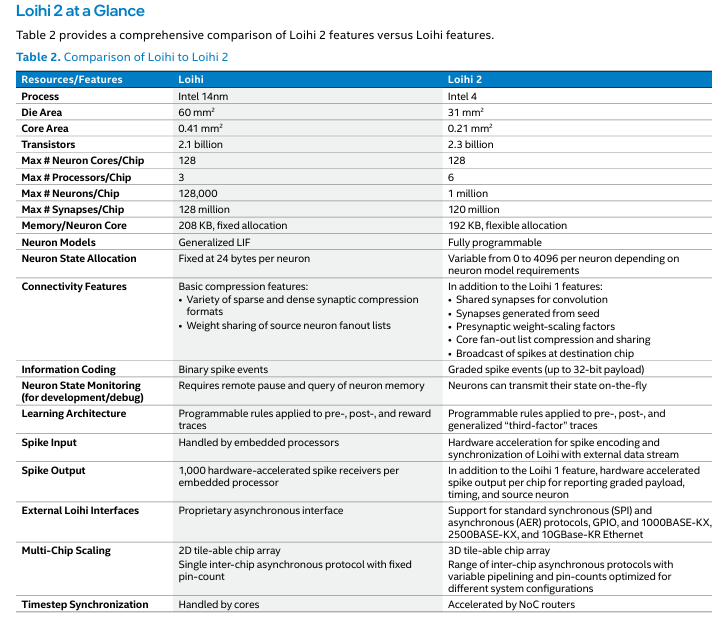 Loihi 2 at a Glance
Table 2 provides a comprehensive comparison of Loihi 2 features versus Loihi features.
Table 2. Comparison of Loihi to Loihi 2
Resources/Features Loihi Loihi 2
Process Intel 14nm Intel 4
Die Area 60 mm² 31 mm²
Core Area 0.41 mm² 0.21 mm²
Transistors 2.1 billion 2.3 billion
Max # Neuron Cores/Chip 128 128
Max # Processors/Chip 3 6
Max # Neurons/Chip 128,000 1 million
Max # Synapses/Chip 128 million 120 million
Memory/Neuron Core 208 KB, fixed allocation 192 KB, flexible allocation
Neuron Models Generalized LIF Fully programmable
Neuron State Allocation Fixed at 24 bytes per neuron Variable from 0 to 4096 per neuron depending on
neuron model requirements
Connectivity Features Basic compression features: In addition to the Loihi 1 features:
• Variety of sparse and dense synaptic compression • Shared synapses for convolution
formats • Synapses generated from seed
• Weight sharing of source neuron fanout lists • Presynaptic weight-scaling factors
• Core fan-out list compression and sharing
• Broadcast of spikes at destination chip
Information Coding Binary spike events Graded spike events (up to 32-bit payload)
Neuron State Monitoring Requires remote pause and query of neuron memory Neurons can transmit their state on-the-fly
(for development/debug)
Learning Architecture Programmable rules applied to pre-, post-, and reward Programmable rules applied to pre-, post-, and
traces generalized "third-factor" traces
Spike Input Handled by embedded processors Hardware acceleration for spike encoding and
synchronization of Loihi with external data stream
Spike Output 1,000 hardware-accelerated spike receivers per In addition to the Loihi 1 feature, hardware accelerated
embedded processor spike output per chip for reporting graded payload,
timing, and source neuron
External Loihi Interfaces Proprietary asynchronous interface Support for standard synchronous (SPI) and
asynchronous (AER) protocols, GPIO, and 1000BASE-KX,
2500BASE-KX, and 10GBase-KR Ethernet
Multi-Chip Scaling 2D tile-able chip array 3D tile-able chip array
Single inter-chip asynchronous protocol with fixed Range of inter-chip asynchronous protocols with
pin-count variable pipelining and pin-counts optimized for
different system configurations
Timestep Synchronization Handled by cores Accelerated by NoC routers